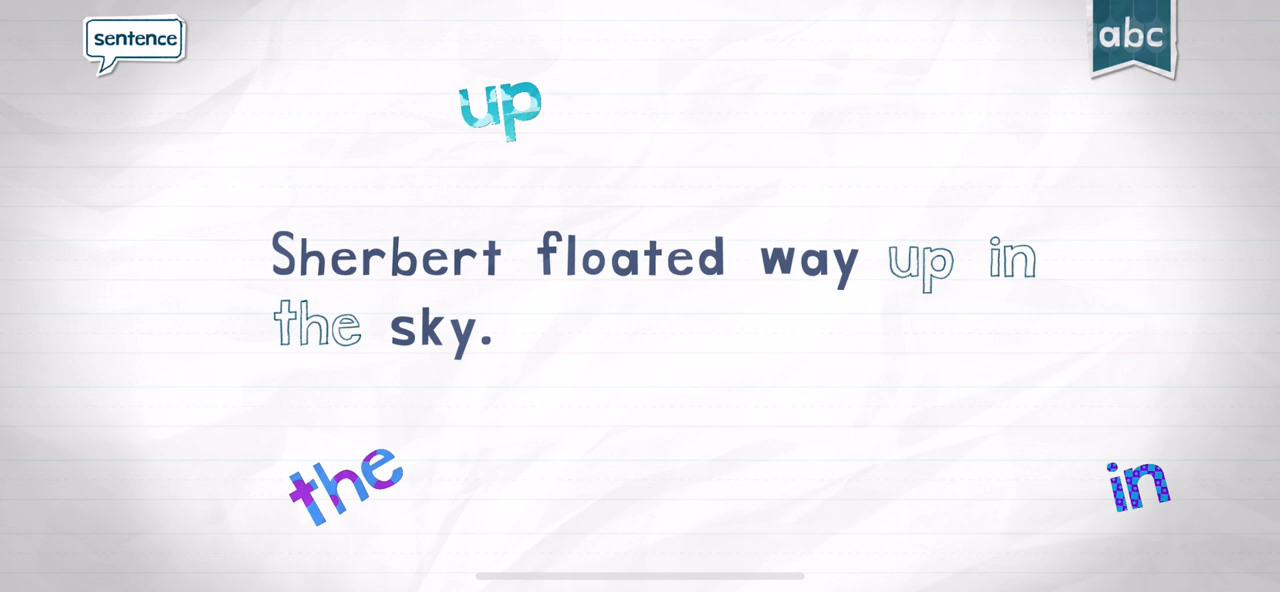 sentence
abc
up
Sherbert floated way up in
the sky.
the
in